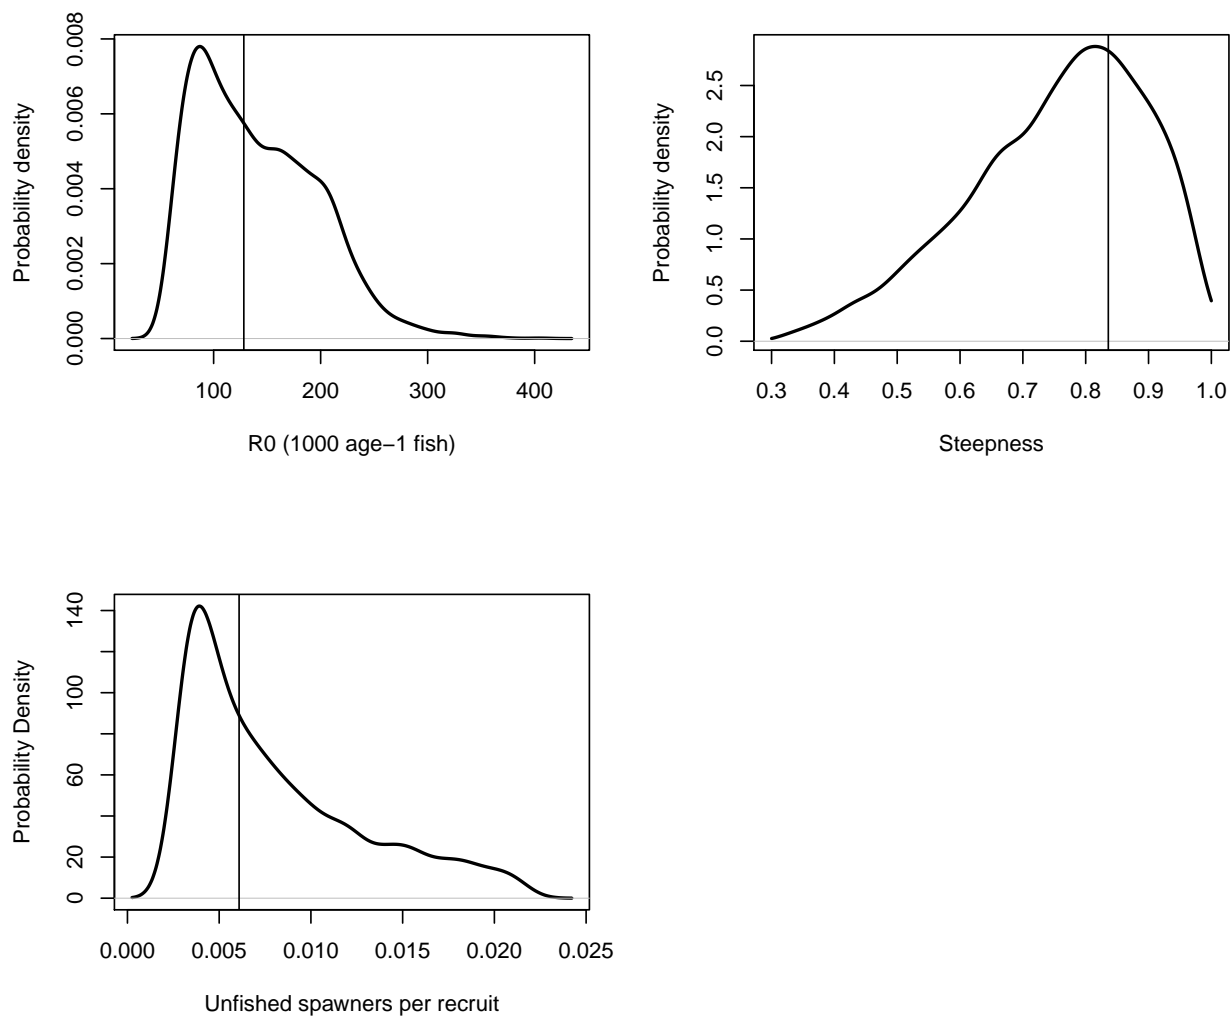 Probability density
0.000 0.002 0.004 0.006 0.008
100 200 300 400
R0 (1000 age−1 fish)
Probability density
0.0 0.5 1.0 1.5 2.0 2.5
0.3 0.4 0.5 0.6 0.7 0.8 0.9 1.0
Steepness
Probability Density
0 20 60 100 140
0.000 0.005 0.010 0.015 0.020 0.025
Unfished spawners per recruit